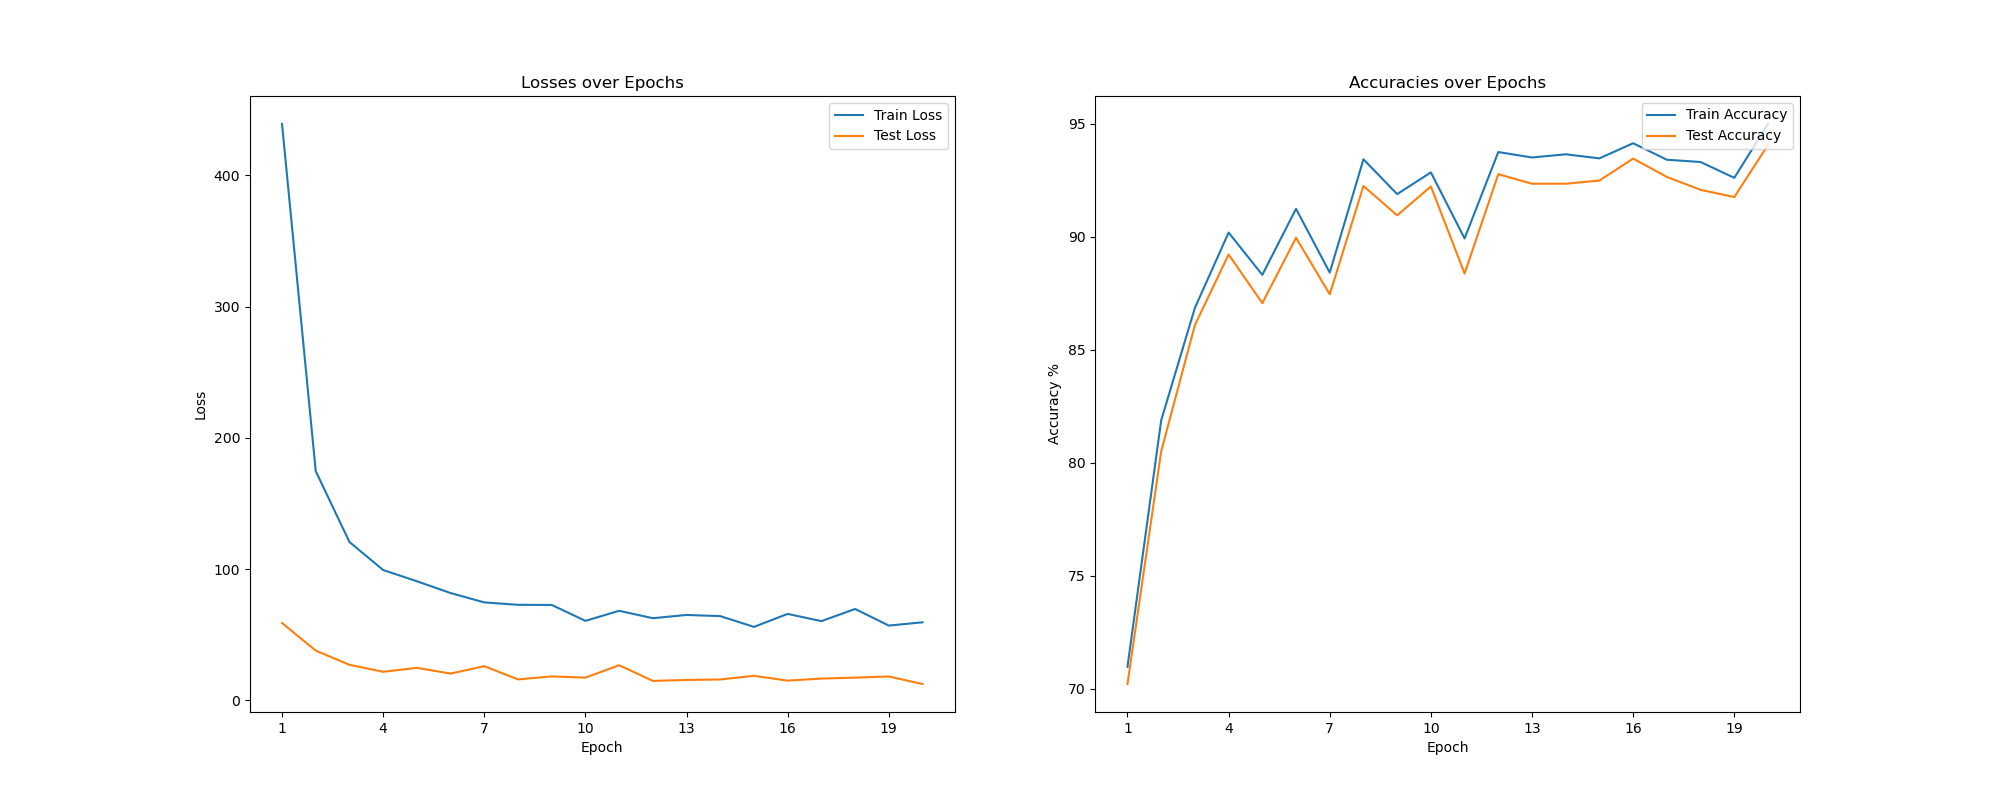 Losses over Epochs
Train Loss
Test Loss
400
300
200
100
0
Loss
1 4 7 10 13 16 19
Epoch
Accuracies over Epochs
Train Accuracy
Test Accuracy
95
90
85
80
75
70
Accuracy %
1 4 7 10 13 16 19
Epoch